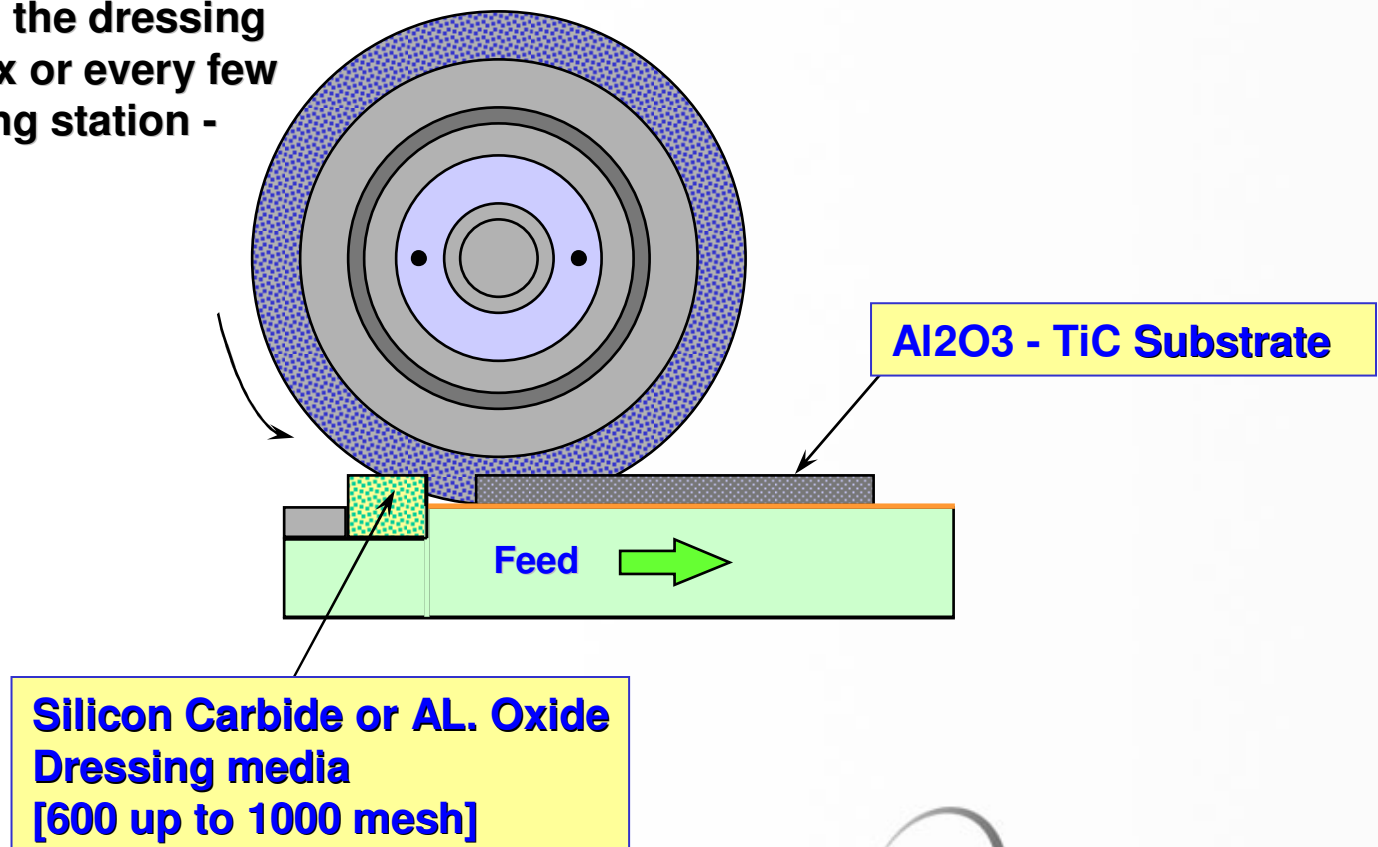 the dressing
x or every few
ng station -
Al2O3 - TiC Substrate
Feed
Silicon Carbide or AL. Oxide
Dressing media
[600 up to 1000 mesh]